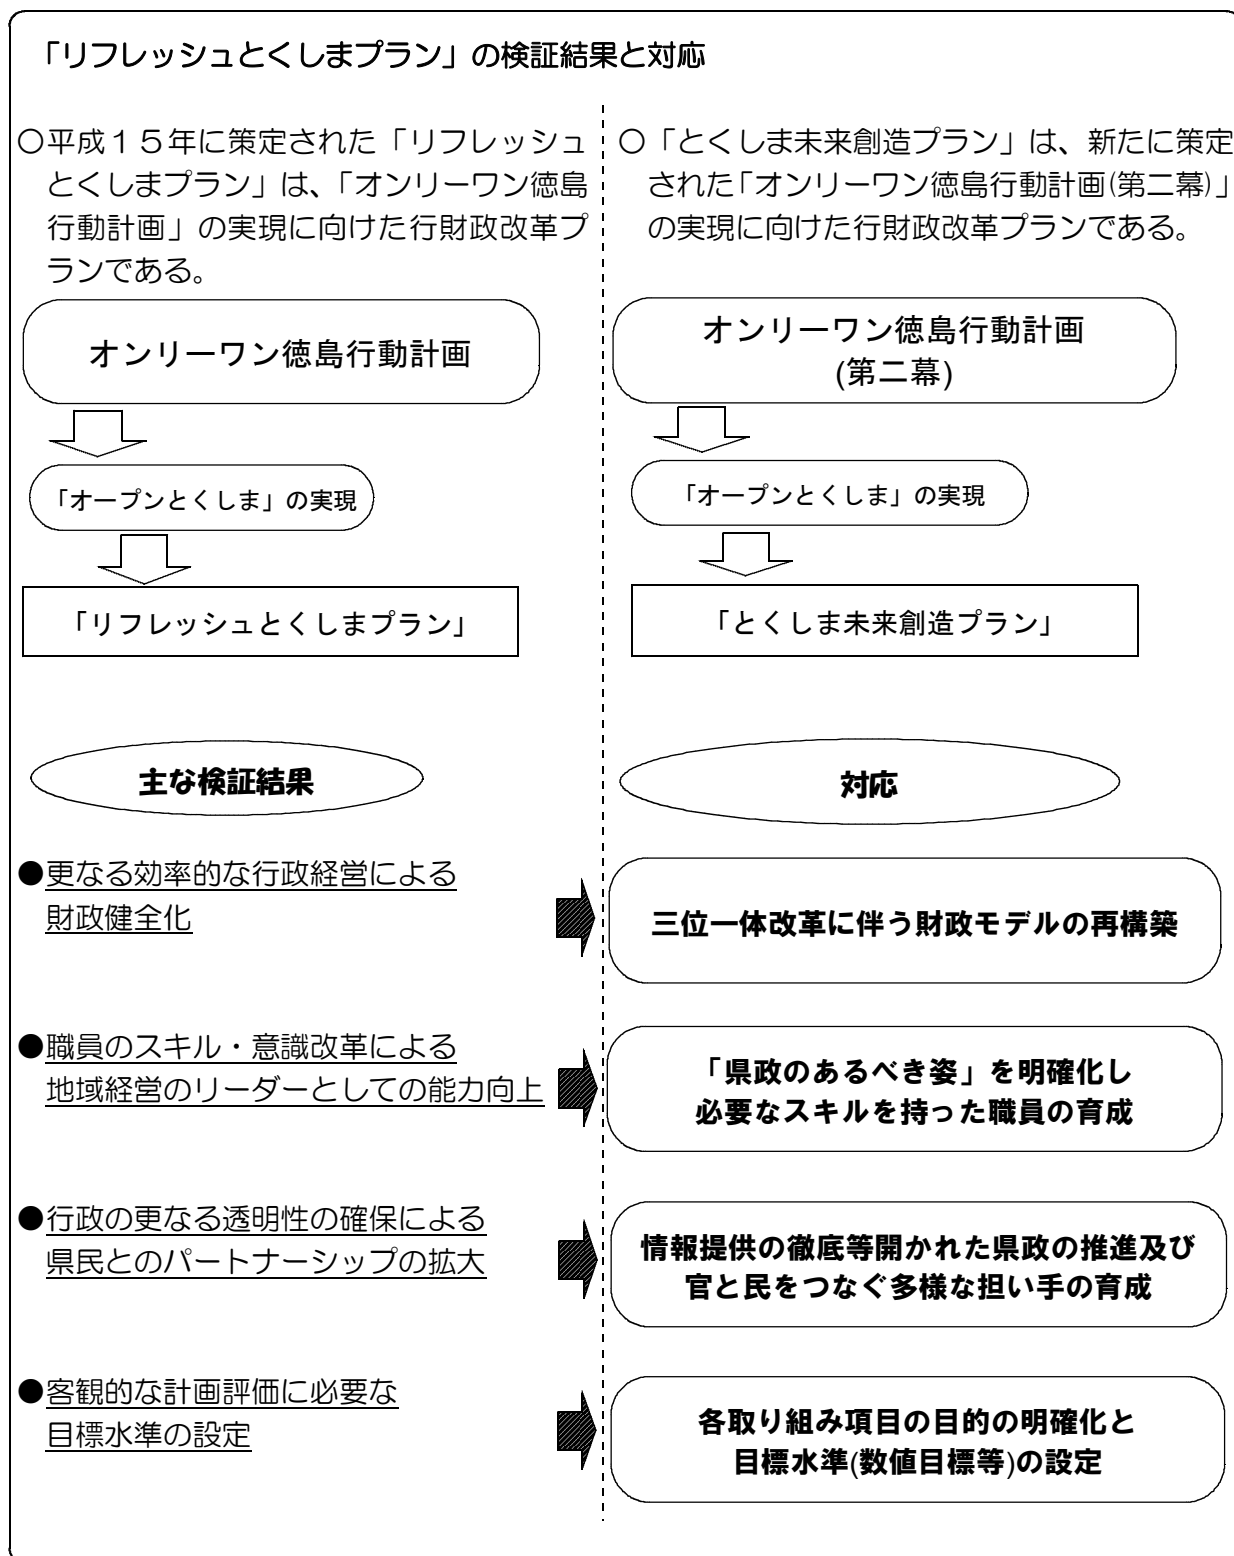 「リフレッシュとくしまプラン」の検証結果と対応
○平成１５年に策定された「リフレッシュ
とくしまプラン」は、「オンリーワン徳島
行動計画」の実現に向けた行財政改革プ
ランである。
オンリーワン徳島行動計画
「オープンとくしま」の実現
「リフレッシュとくしまプラン」
○「とくしま未来創造プラン」は、新たに策定
された「オンリーワン徳島行動計画(第二幕)」
の実現に向けた行財政改革プランである。
オンリーワン徳島行動計画
(第二幕)
「オープンとくしま」の実現
「とくしま未来創造プラン」
主な検証結果
対応
●更なる効率的な行政経営による
財政健全化
三位一体改革に伴う財政モデルの再構築
●職員のスキル・意識改革による
地域経営のリーダーとしての能力向上
「県政のあるべき姿」を明確化し
必要なスキルを持った職員の育成
●行政の更なる透明性の確保による
県民とのパートナーシップの拡大
情報提供の徹底等開かれた県政の推進及び
官と民をつなぐ多様な担い手の育成
●客観的な計画評価に必要な
目標水準の設定
各取り組み項目の目的の明確化と
目標水準(数値目標等)の設定